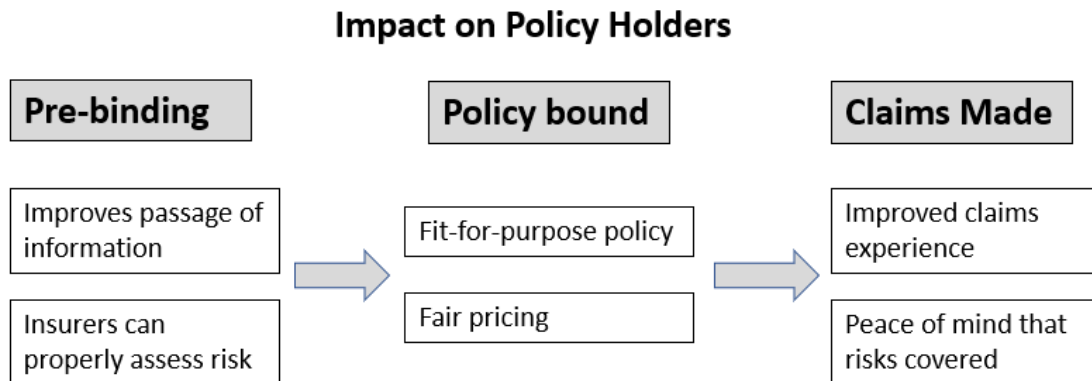 Impact on Policy Holders
Pre-binding
Policy bound
Claims Made
Improves passage of
information
Insurers can
properly assess risk
Fit-for-purpose policy
Fair pricing
Improved claims
experience
Peace of mind that
risks covered